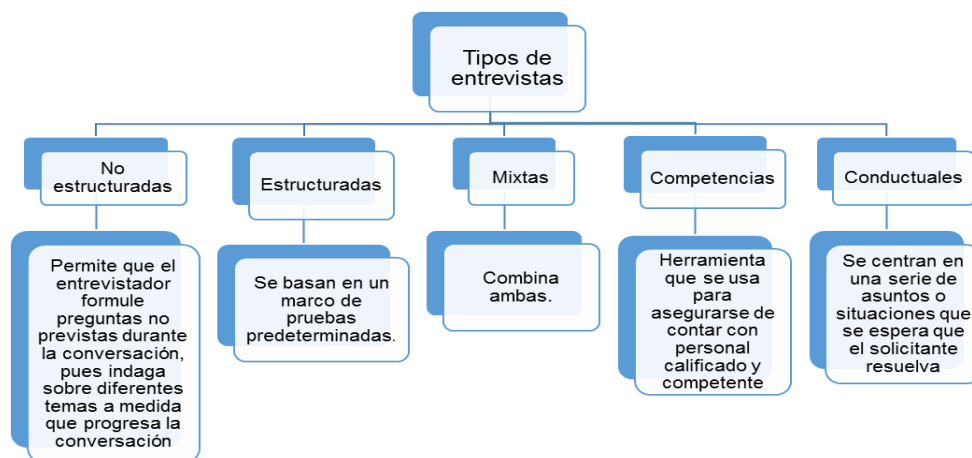 Tipos de
entrevistas
No
estructuradas
Estructuradas
Mixtas
Competencias
Conductuales
Permite que el
entrevistador
formule
preguntas no
previstas durante
la conversación,
pues indaga
sobre diferentes
temas a medida
que progresa la
conversación
Se basan en un
marco de
pruebas
predeterminadas.
Combina
ambas.
Herramienta
que se usa para
asegurarse de
contar con
personal
calificado y
competente
Se centran en
una serie de
asuntos o
situaciones que
se espera que
el solicitante
resuelva